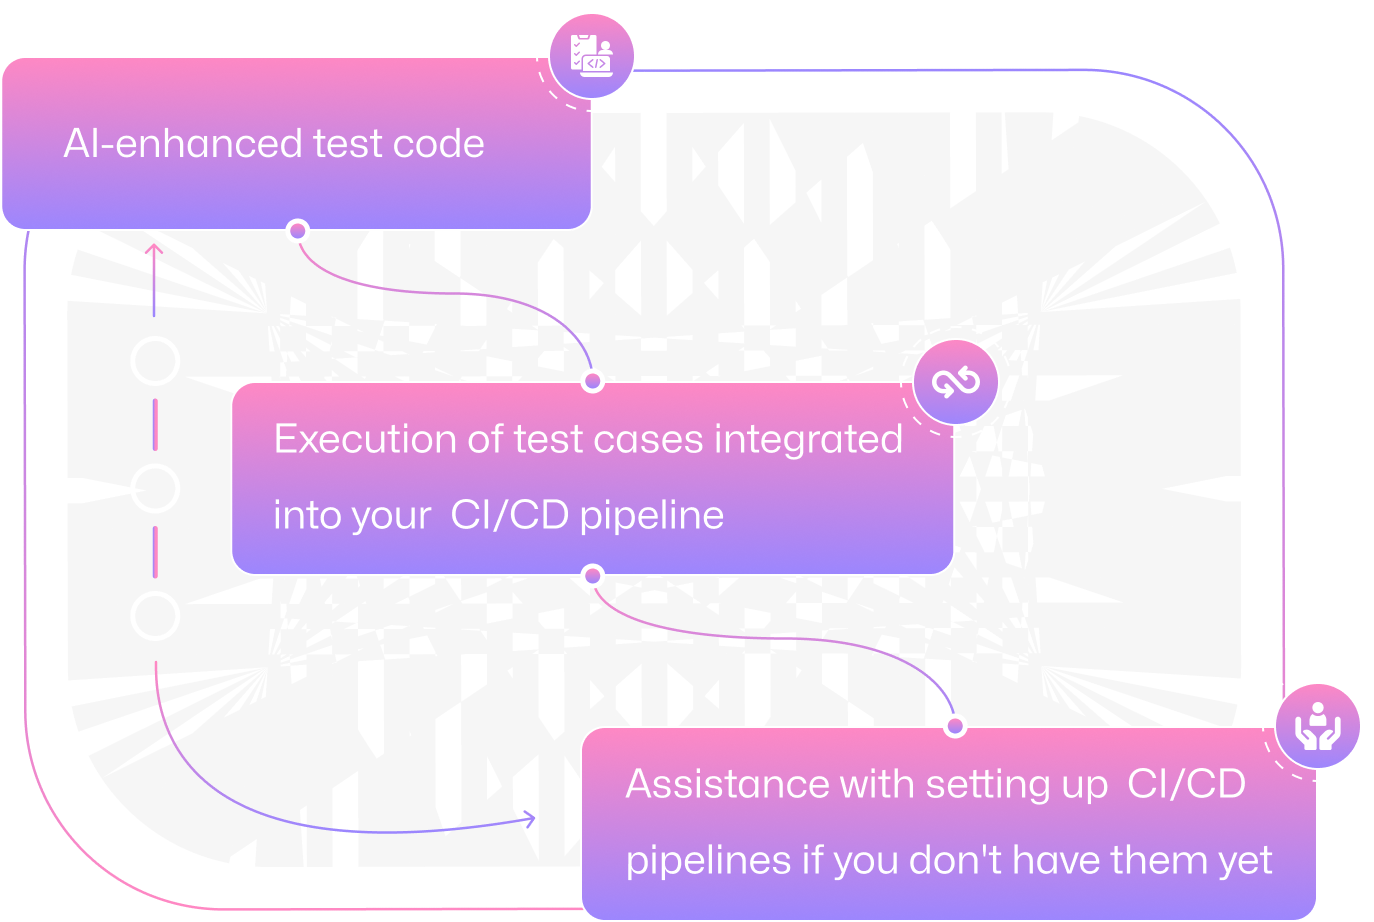 AI-enhanced test code
Execution of test cases integrated
into your CI/CD pipeline
Assistance with setting up CI/CD
pipelines if you don't have them yet